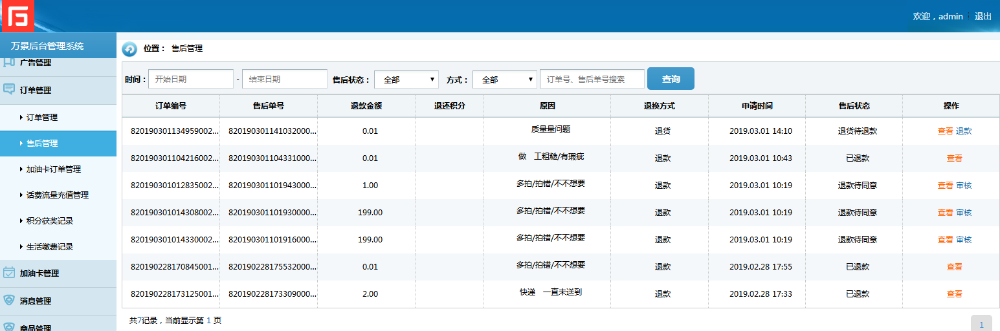 欢迎，admin 退出
万景后台管理系统
广告管理
订单管理
订单管理
售后管理
加油卡订单管理
话费流量充值管理
积分获奖记录
生活缴费记录
加油卡管理
消息管理
商品管理
位置： 售后管理
时间： 开始日期 - 结束日期 售后状态： 全部 方式： 全部 订单号、售后单号搜索 查询
订单编号 售后单号 退款金额 退还积分 原因 退换方式 申请时间 售后状态 操作
820190301134959002... 820190301141032000... 0.01 质量量问题 退货 2019.03.01 14:10 退货待退款 查看 退款
820190301104216002... 820190301104331000... 0.01 做 工粗糙/有瑕疵 退款 2019.03.01 10:43 已退款 查看
820190301012835002... 820190301101943000... 1.00 多拍/拍错/不不想要 退款 2019.03.01 10:19 退款待同意 查看 审核
820190301014308002... 820190301101930000... 199.00 多拍/拍错/不不想要 退款 2019.03.01 10:19 退款待同意 查看 审核
820190301014330002... 820190301101916000... 199.00 多拍/拍错/不不想要 退款 2019.03.01 10:19 退款待同意 查看 审核
820190228170845001... 820190228175532000... 0.01 多拍/拍错/不不想要 退款 2019.02.28 17:55 已退款 查看
820190228173125001... 820190228173309000... 2.00 快递 一直未送到 退款 2019.02.28 17:33 已退款 查看
共7记录，当前显示第 1 页
1